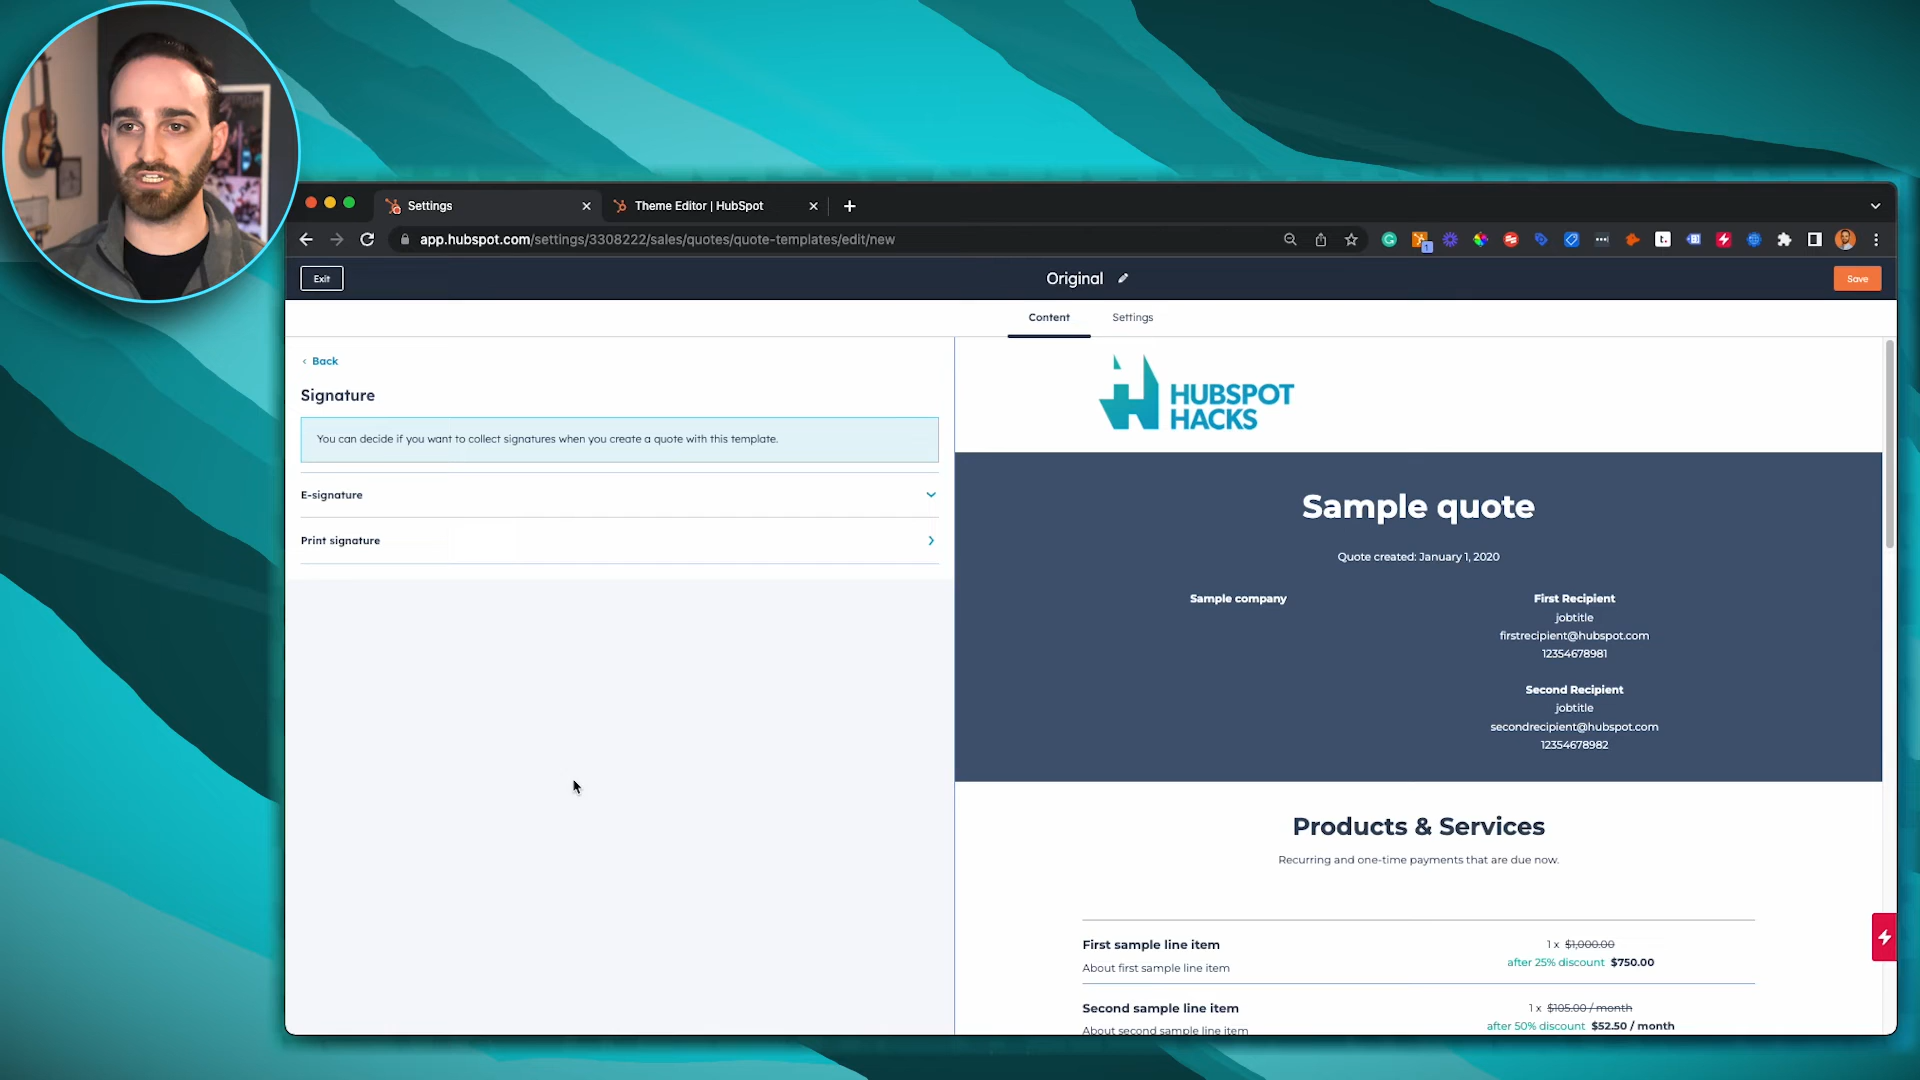 Settings
Theme Editor | HubSpot
app.hubspot.com/settings/3308222/sales/quotes/quote-templates/edit/new
Exit
Original
Save
Content
Settings
Back
Signature
You can decide if you want to collect signatures when you create a quote with this template.
E-signature
Print signature
HUBSPOT
HACKS
Sample quote
Quote created: January 1, 2020
Sample company
First Recipient
jobtitle
firstrecipient@hubspot.com
12354678981
Second Recipient
jobtitle
secondrecipient@hubspot.com
12354678982
Products & Services
Recurring and one-time payments that are due now.
First sample line item
1 x $1,000.00
About first sample line item
after 25% discount $750.00
Second sample line item
1 x $105.00 / month
About second sample line item
after 50% discount $52.50 / month